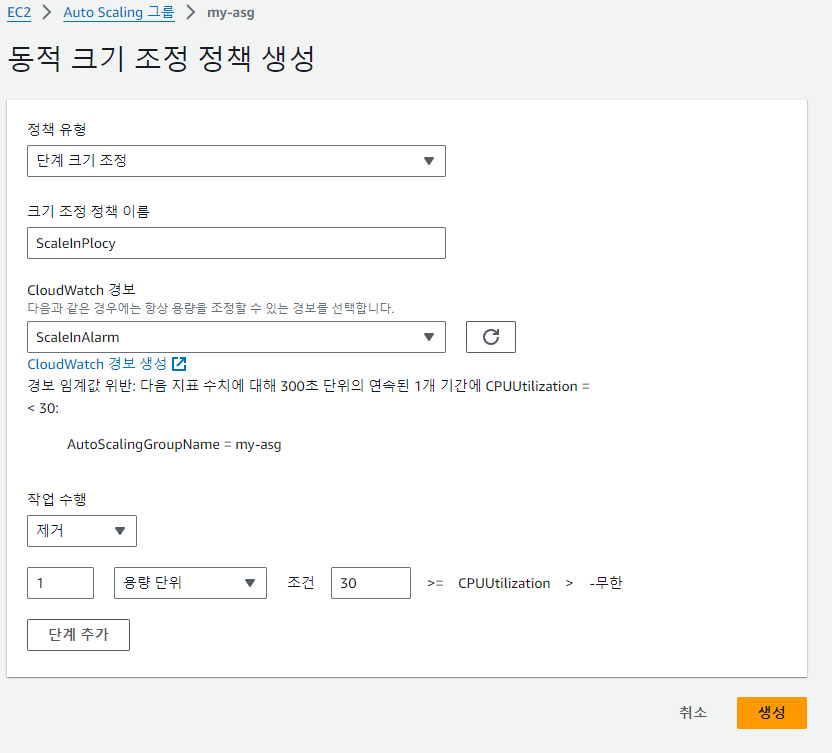 EC2 > Auto Scaling 그룹 > my-asg
동적 크기 조정 정책 생성
정책 유형
단계 크기 조정
크기 조정 정책 이름
ScaleInPlocy
CloudWatch 경보
다음과 같은 경우에는 항상 용량을 조정할 수 있는 경보를 선택합니다.
ScaleInAlarm
CloudWatch 경보 생성
경보 임계값 위반: 다음 지표 수치에 대해 300초 단위의 연속된 1개 기간에 CPUUtilization =
< 30:
AutoScalingGroupName = my-asg
작업 수행
제거
1 용량 단위 조건 30 >= CPUUtilization > -무한
단계 추가
취소 생성